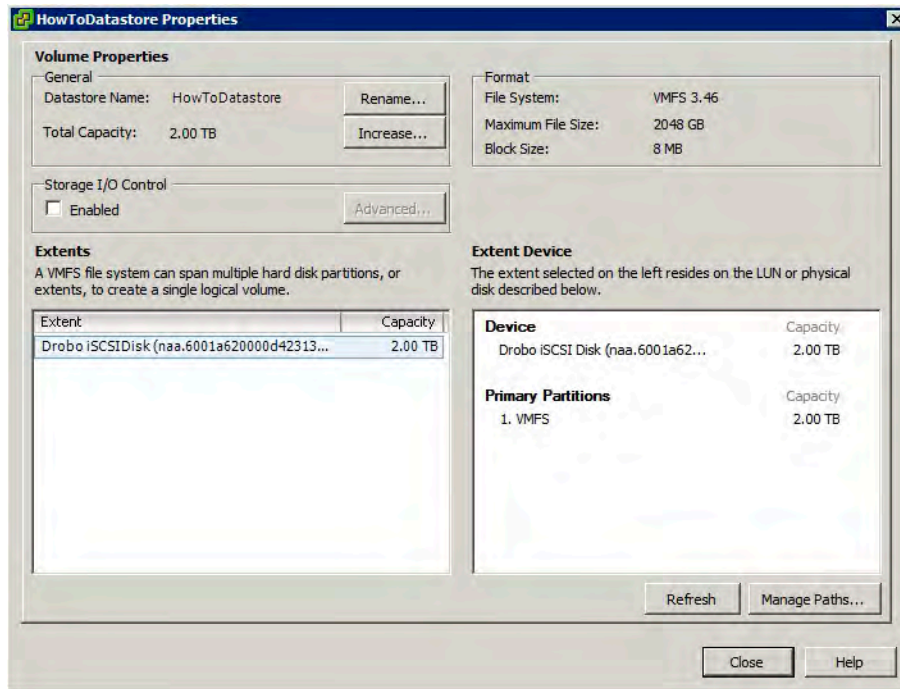 HowToDatastore Properties
Volume Properties
General
Datastore Name: HowToDatastore
Rename...
Total Capacity: 2.00 TB
Increase...
Format
File System: VMFS 3.46
Maximum File Size: 2048 GB
Block Size: 8 MB
Storage I/O Control
Enabled
Advanced...
Extents
A VMFS file system can span multiple hard disk partitions, or
extents, to create a single logical volume.
Extent Capacity
Drobo iSCSIDisk (naa.6001a620000d42313... 2.00 TB
Extent Device
The extent selected on the left resides on the LUN or physical
disk described below.
Device Capacity
Drobo iSCSI Disk (naa.6001a62... 2.00 TB
Primary Partitions Capacity
1. VMFS 2.00 TB
Refresh
Manage Paths...
Close
Help